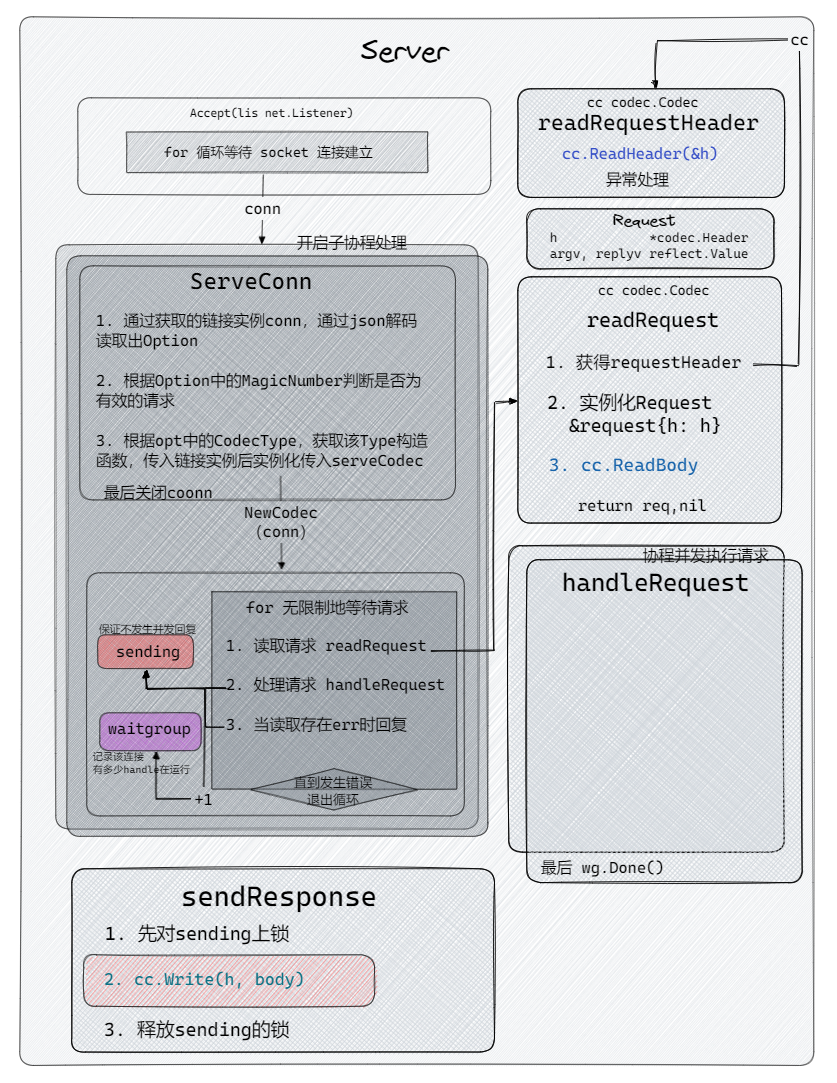 Server
cc
Accept(lis net.Listener)
for 循环等待 socket 连接建立
conn
开启子协程处理
ServeConn
1. 通过获取的链接实例conn，通过json解码
读取出Option
2. 根据Option中的MagicNumber判断是否为
有效的请求
3. 根据opt中的CodecType，获取该Type构造
函数，传入链接实例后实例化传入serveCodec
最后关闭coonn
NewCodec
(conn)
for 无限制地等待请求
1. 读取请求 readRequest
2. 处理请求 handleRequest
3. 当读取存在err时回复
直到发生错误
退出循环
保证不发生并发回复
sending
waitgroup
记录该连接
有多少handle在运行
+1
sendResponse
1. 先对sending上锁
2. cc.Write(h, body)
3. 释放sending的锁
cc codec.Codec
readRequestHeader
cc.ReadHeader(&h)
异常处理
Request
h *codec.Header
argv, replyv reflect.Value
cc codec.Codec
readRequest
1. 获得requestHeader
2. 实例化Request
&request{h: h}
3. cc.ReadBody
return req,nil
协程并发执行请求
handleRequest
最后 wg.Done()